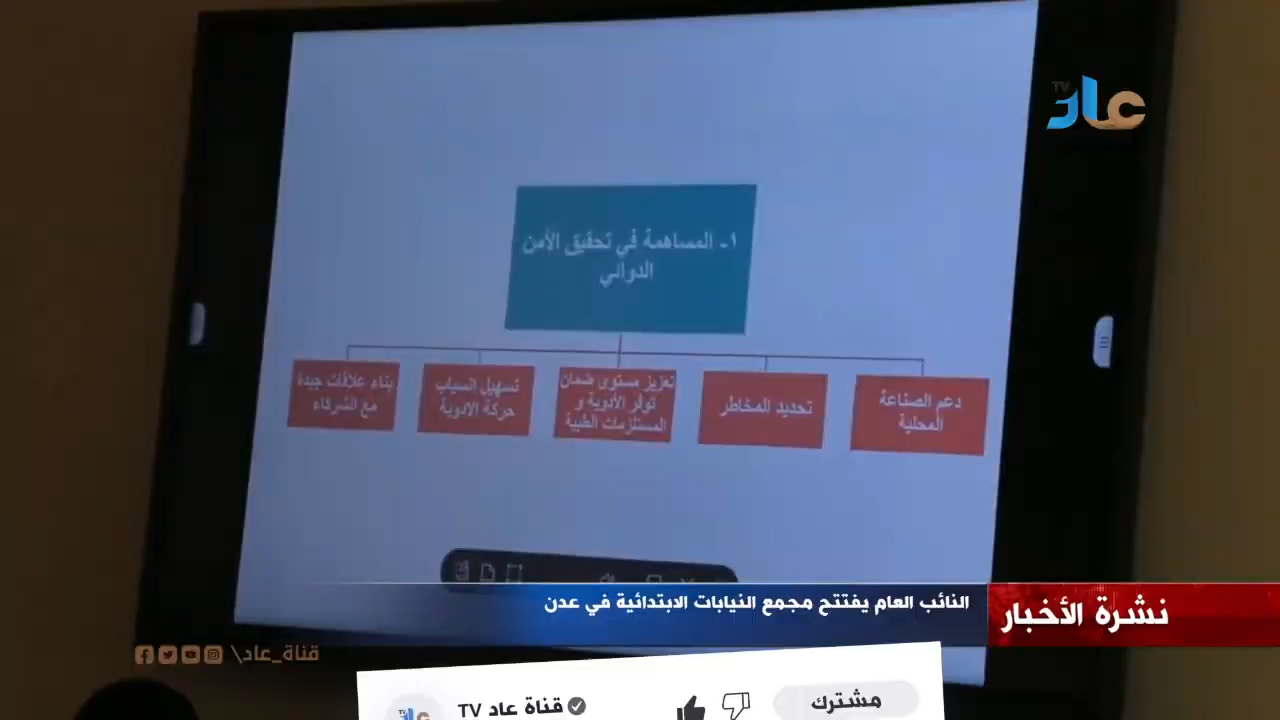 TV
عاد
١- المساهمة في تحقيق الأمن
الدوائي
دعم الصناعة
المحلية
تحديد المخاطر
تعزيز مستوى ضمان
توفر الأدوية و
المستلزمات الطبية
تسهيل انسياب
حركة الادوية
بناء علاقات جيدة
مع الشركاء
نشرة الأخبار
النائب العام يفتتح مجمع النيابات الابتدائية في عدن
قناة_عاد/
مشترك
قناة عاد TV